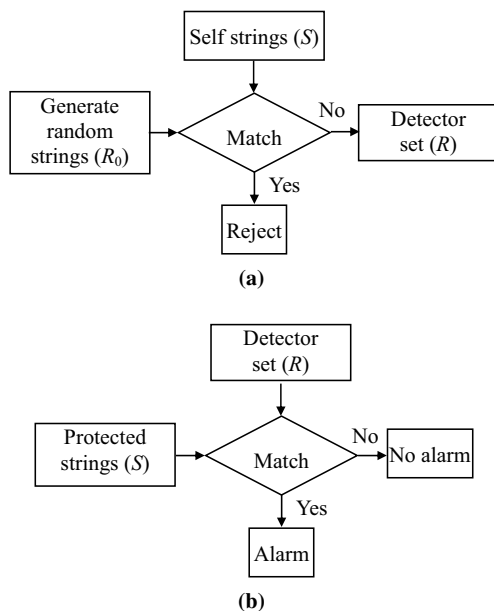 Self strings (S)
Generate
random
strings (R₀)
Match
No
Detector
set (R)
Yes
Reject
(a)
Detector
set (R)
Protected
strings (S)
Match
No
No alarm
Yes
Alarm
(b)